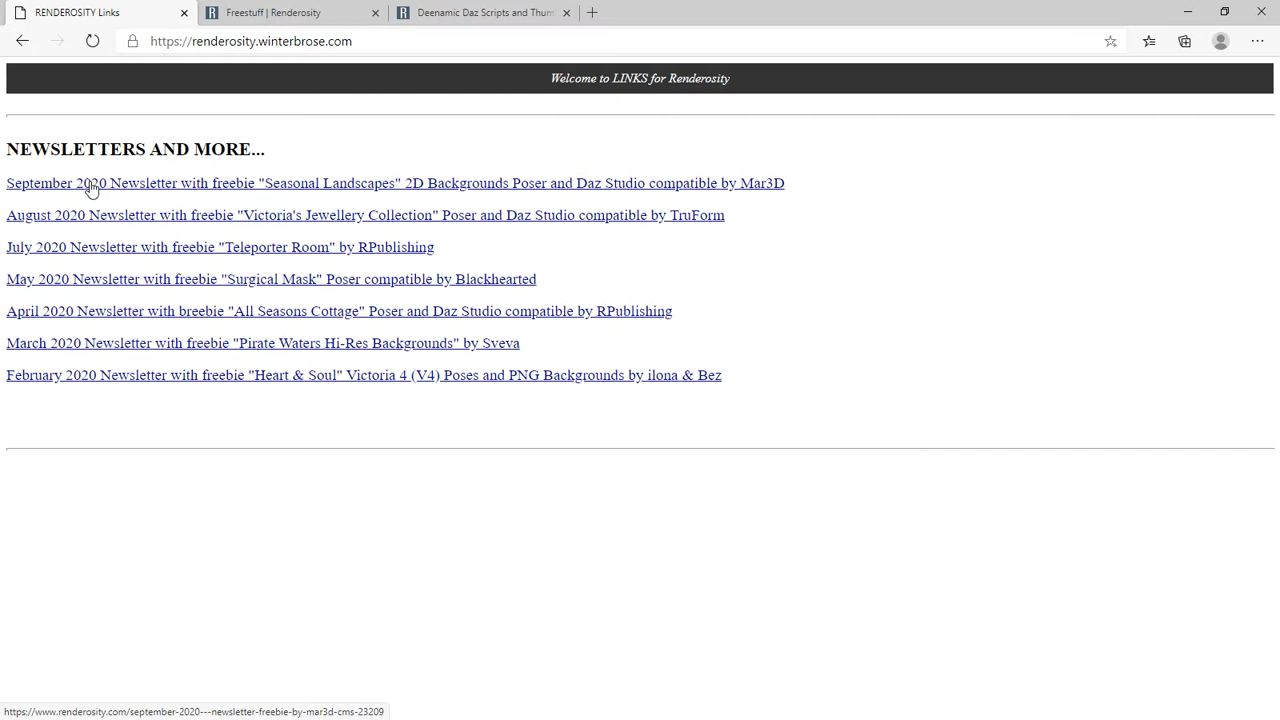 RENDEROSITY Links
Freestuff | Renderosity
Deenamic Daz Scripts and Thum
https://renderosity.winterbrose.com
Welcome to LINKS for Renderosity
NEWSLETTERS AND MORE...
September 2020 Newsletter with freebie "Seasonal Landscapes" 2D Backgrounds Poser and Daz Studio compatible by Mar3D
August 2020 Newsletter with freebie "Victoria's Jewellery Collection" Poser and Daz Studio compatible by TruForm
July 2020 Newsletter with freebie "Teleporter Room" by RPublishing
May 2020 Newsletter with freebie "Surgical Mask" Poser compatible by Blackhearted
April 2020 Newsletter with breebie "All Seasons Cottage" Poser and Daz Studio compatible by RPublishing
March 2020 Newsletter with freebie "Pirate Waters Hi-Res Backgrounds" by Sveva
February 2020 Newsletter with freebie "Heart & Soul" Victoria 4 (V4) Poses and PNG Backgrounds by ilona & Bez
https://www.renderosity.com/september-2020---newsletter-freebie-by-mar3d-cms-23209